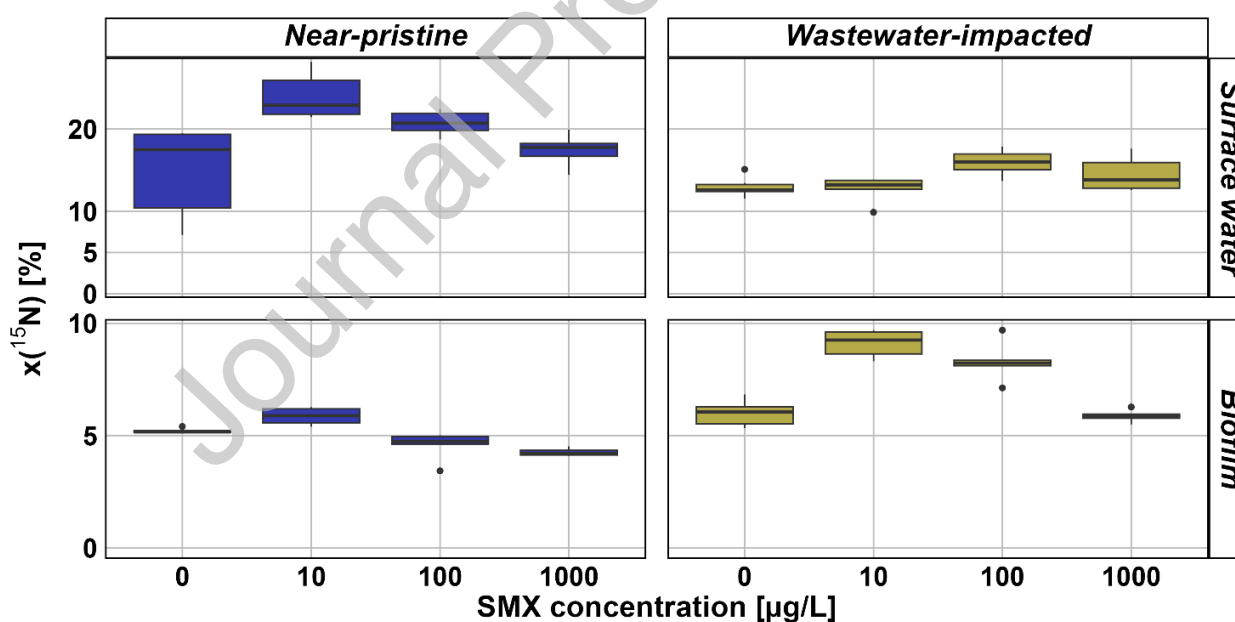 Near-pristine
Wastewater-impacted
20
10
5
0
Surface water
10
5
0
Biofilm
x(¹⁵N) [%]
0 10 100 1000
0 10 100 1000
SMX concentration [µg/L]
Journal Pre